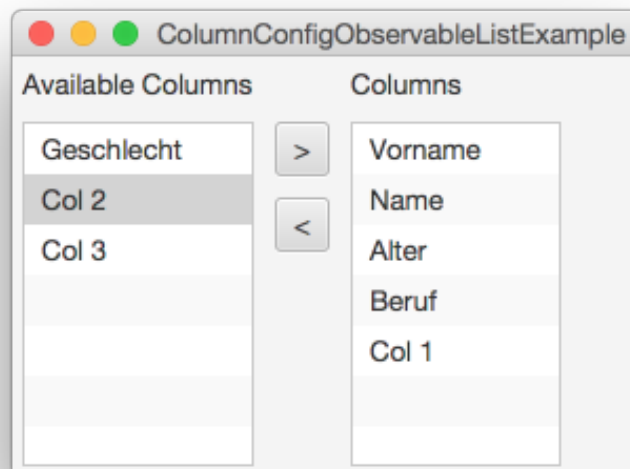 ColumnConfigObservableListExample
Available Columns
Geschlecht
Col 2
Col 3
>
<
Columns
Vorname
Name
Alter
Beruf
Col 1